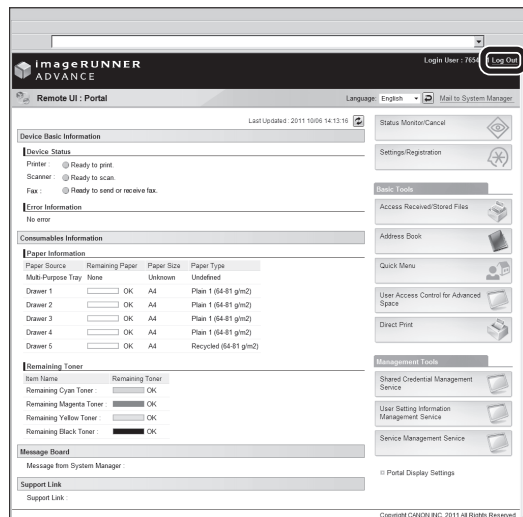 Login User : 7654 Log Out
imageRUNNER
ADVANCE
Remote UI : Portal
Language: English Mail to System Manager
Last Updated : 2011 10/06 14:13:16
Device Basic Information
Device Status
Printer : Ready to print.
Scanner : Ready to scan.
Fax : Ready to send or receive fax.
Error Information
No error
Consumables Information
Paper Information
Paper Source Remaining Paper Paper Size Paper Type
Multi-Purpose Tray None Unknown Undefined
Drawer 1 OK A4 Plain 1 (64-81 g/m2)
Drawer 2 OK A4 Plain 1 (64-81 g/m2)
Drawer 3 OK A4 Plain 1 (64-81 g/m2)
Drawer 4 OK A4 Plain 1 (64-81 g/m2)
Drawer 5 OK A4 Recycled (64-81 g/m2)
Remaining Toner
Item Name Remaining Toner
Remaining Cyan Toner : OK
Remaining Magenta Toner : OK
Remaining Yellow Toner : OK
Remaining Black Toner : OK
Message Board
Message from System Manager :
Support Link
Support Link :
Status Monitor/Cancel
Settings/Registration
Basic Tools
Access Received/Stored Files
Address Book
Quick Menu
User Access Control for Advanced
Space
Direct Print
Management Tools
Shared Credential Management
Service
User Setting Information
Management Service
Service Management Service
Portal Display Settings
Copyright CANON INC. 2011 All Rights Reserved